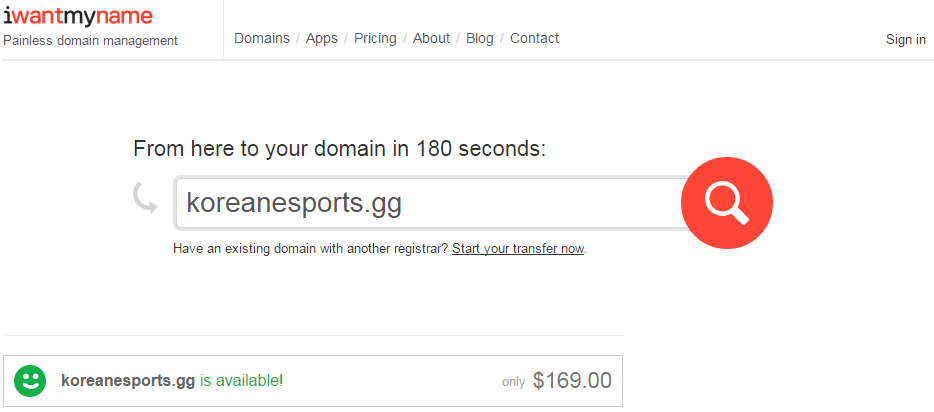 iwantmyname
Painless domain management
Domains / Apps / Pricing / About / Blog / Contact
Sign in
From here to your domain in 180 seconds:
koreanesports.gg
Have an existing domain with another registrar? Start your transfer now.
koreanesports.gg is available! only $169.00